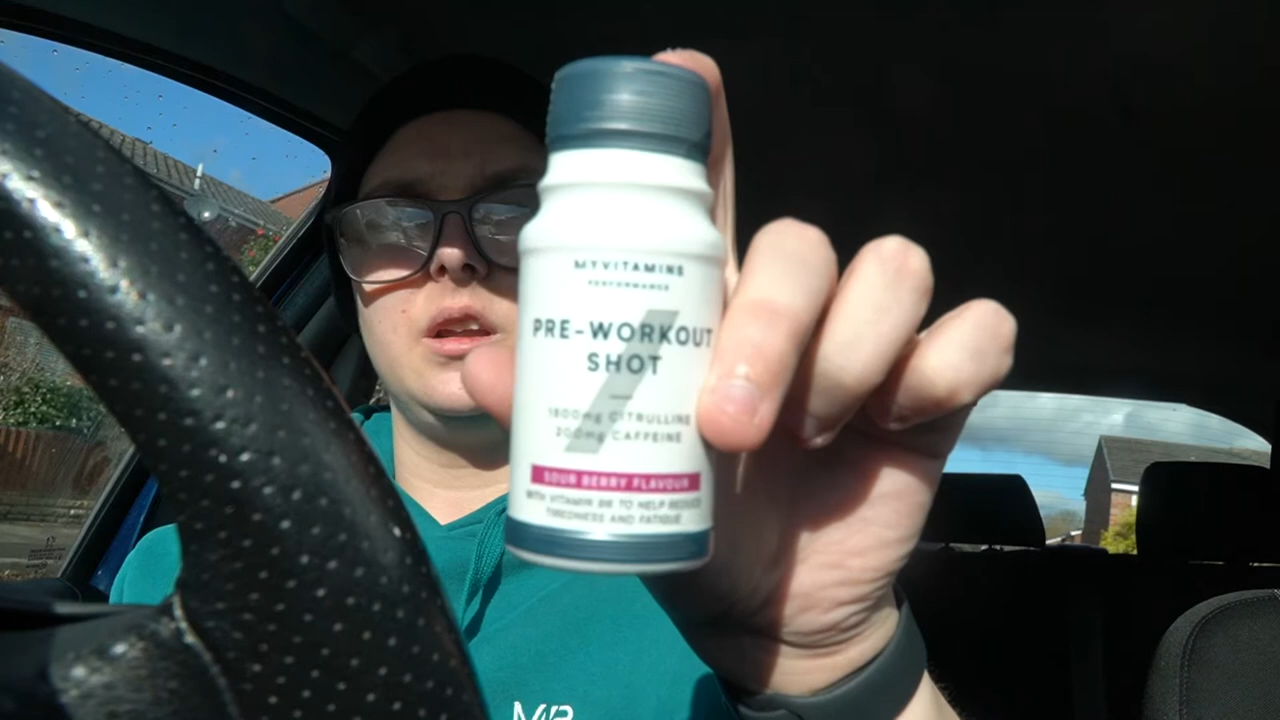 MYVITAMINS
PERFORMANCE
PRE-WORKOUT
SHOT
1800mg CITRULLINE
200mg CAFFEINE
SOUR BERRY FLAVOUR
WITH VITAMIN B6 TO HELP REDUCE
TIREDNESS AND FATIGUE